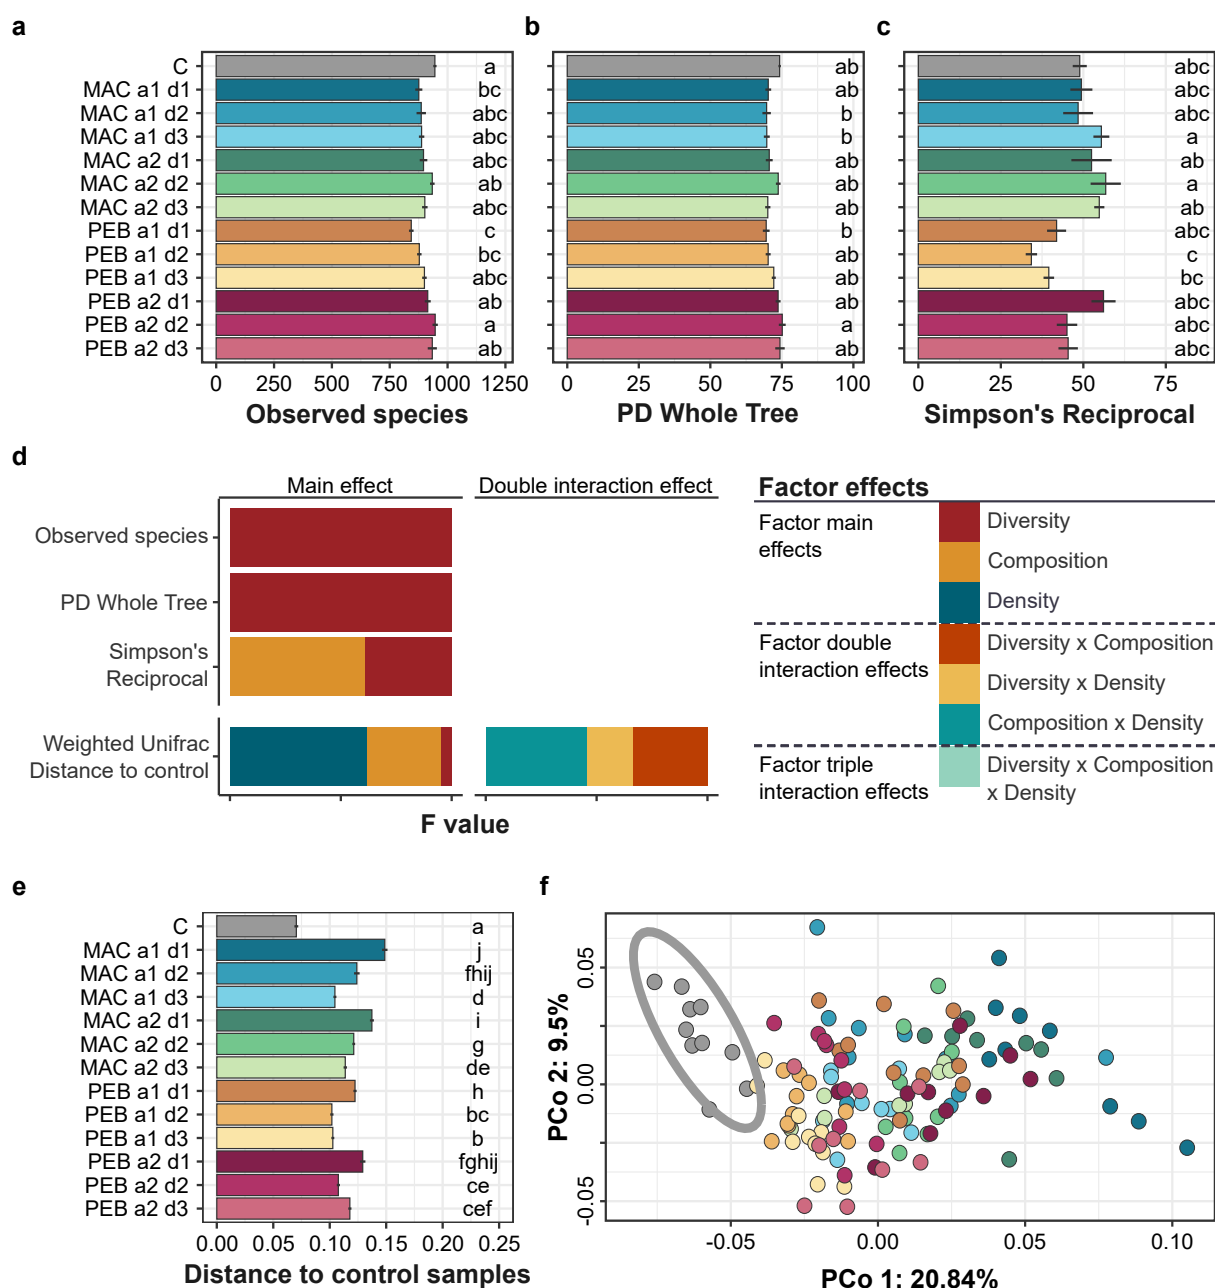 a
b
c
C
MAC a1 d1
MAC a1 d2
MAC a1 d3
MAC a2 d1
MAC a2 d2
MAC a2 d3
PEB a1 d1
PEB a1 d2
PEB a1 d3
PEB a2 d1
PEB a2 d2
PEB a2 d3
a
bc
abc
abc
abc
ab
abc
c
bc
abc
ab
a
ab
0 250 500 750 1000 1250
Observed species
ab
ab
b
b
ab
ab
ab
b
ab
ab
ab
a
ab
0 25 50 75 100
PD Whole Tree
abc
abc
abc
a
ab
a
ab
abc
c
bc
abc
abc
abc
0 25 50 75
Simpson's Reciprocal
d
Main effect
Double interaction effect
Observed species
PD Whole Tree
Simpson's
Reciprocal
Weighted Unifrac
Distance to control
F value
Factor effects
Factor main
effects
Diversity
Composition
Density
Factor double
interaction effects
Diversity x Composition
Diversity x Density
Composition x Density
Factor triple
interaction effects
Diversity x Composition
x Density
e
C
MAC a1 d1
MAC a1 d2
MAC a1 d3
MAC a2 d1
MAC a2 d2
MAC a2 d3
PEB a1 d1
PEB a1 d2
PEB a1 d3
PEB a2 d1
PEB a2 d2
PEB a2 d3
a
j
fhij
d
i
g
de
h
bc
b
fghij
ce
cef
0.00 0.05 0.10 0.15 0.20 0.25
Distance to control samples
f
PCo 2: 9.5%
0.05
0.00
-0.05
-0.05 0.00 0.05 0.10
PCo 1: 20.84%